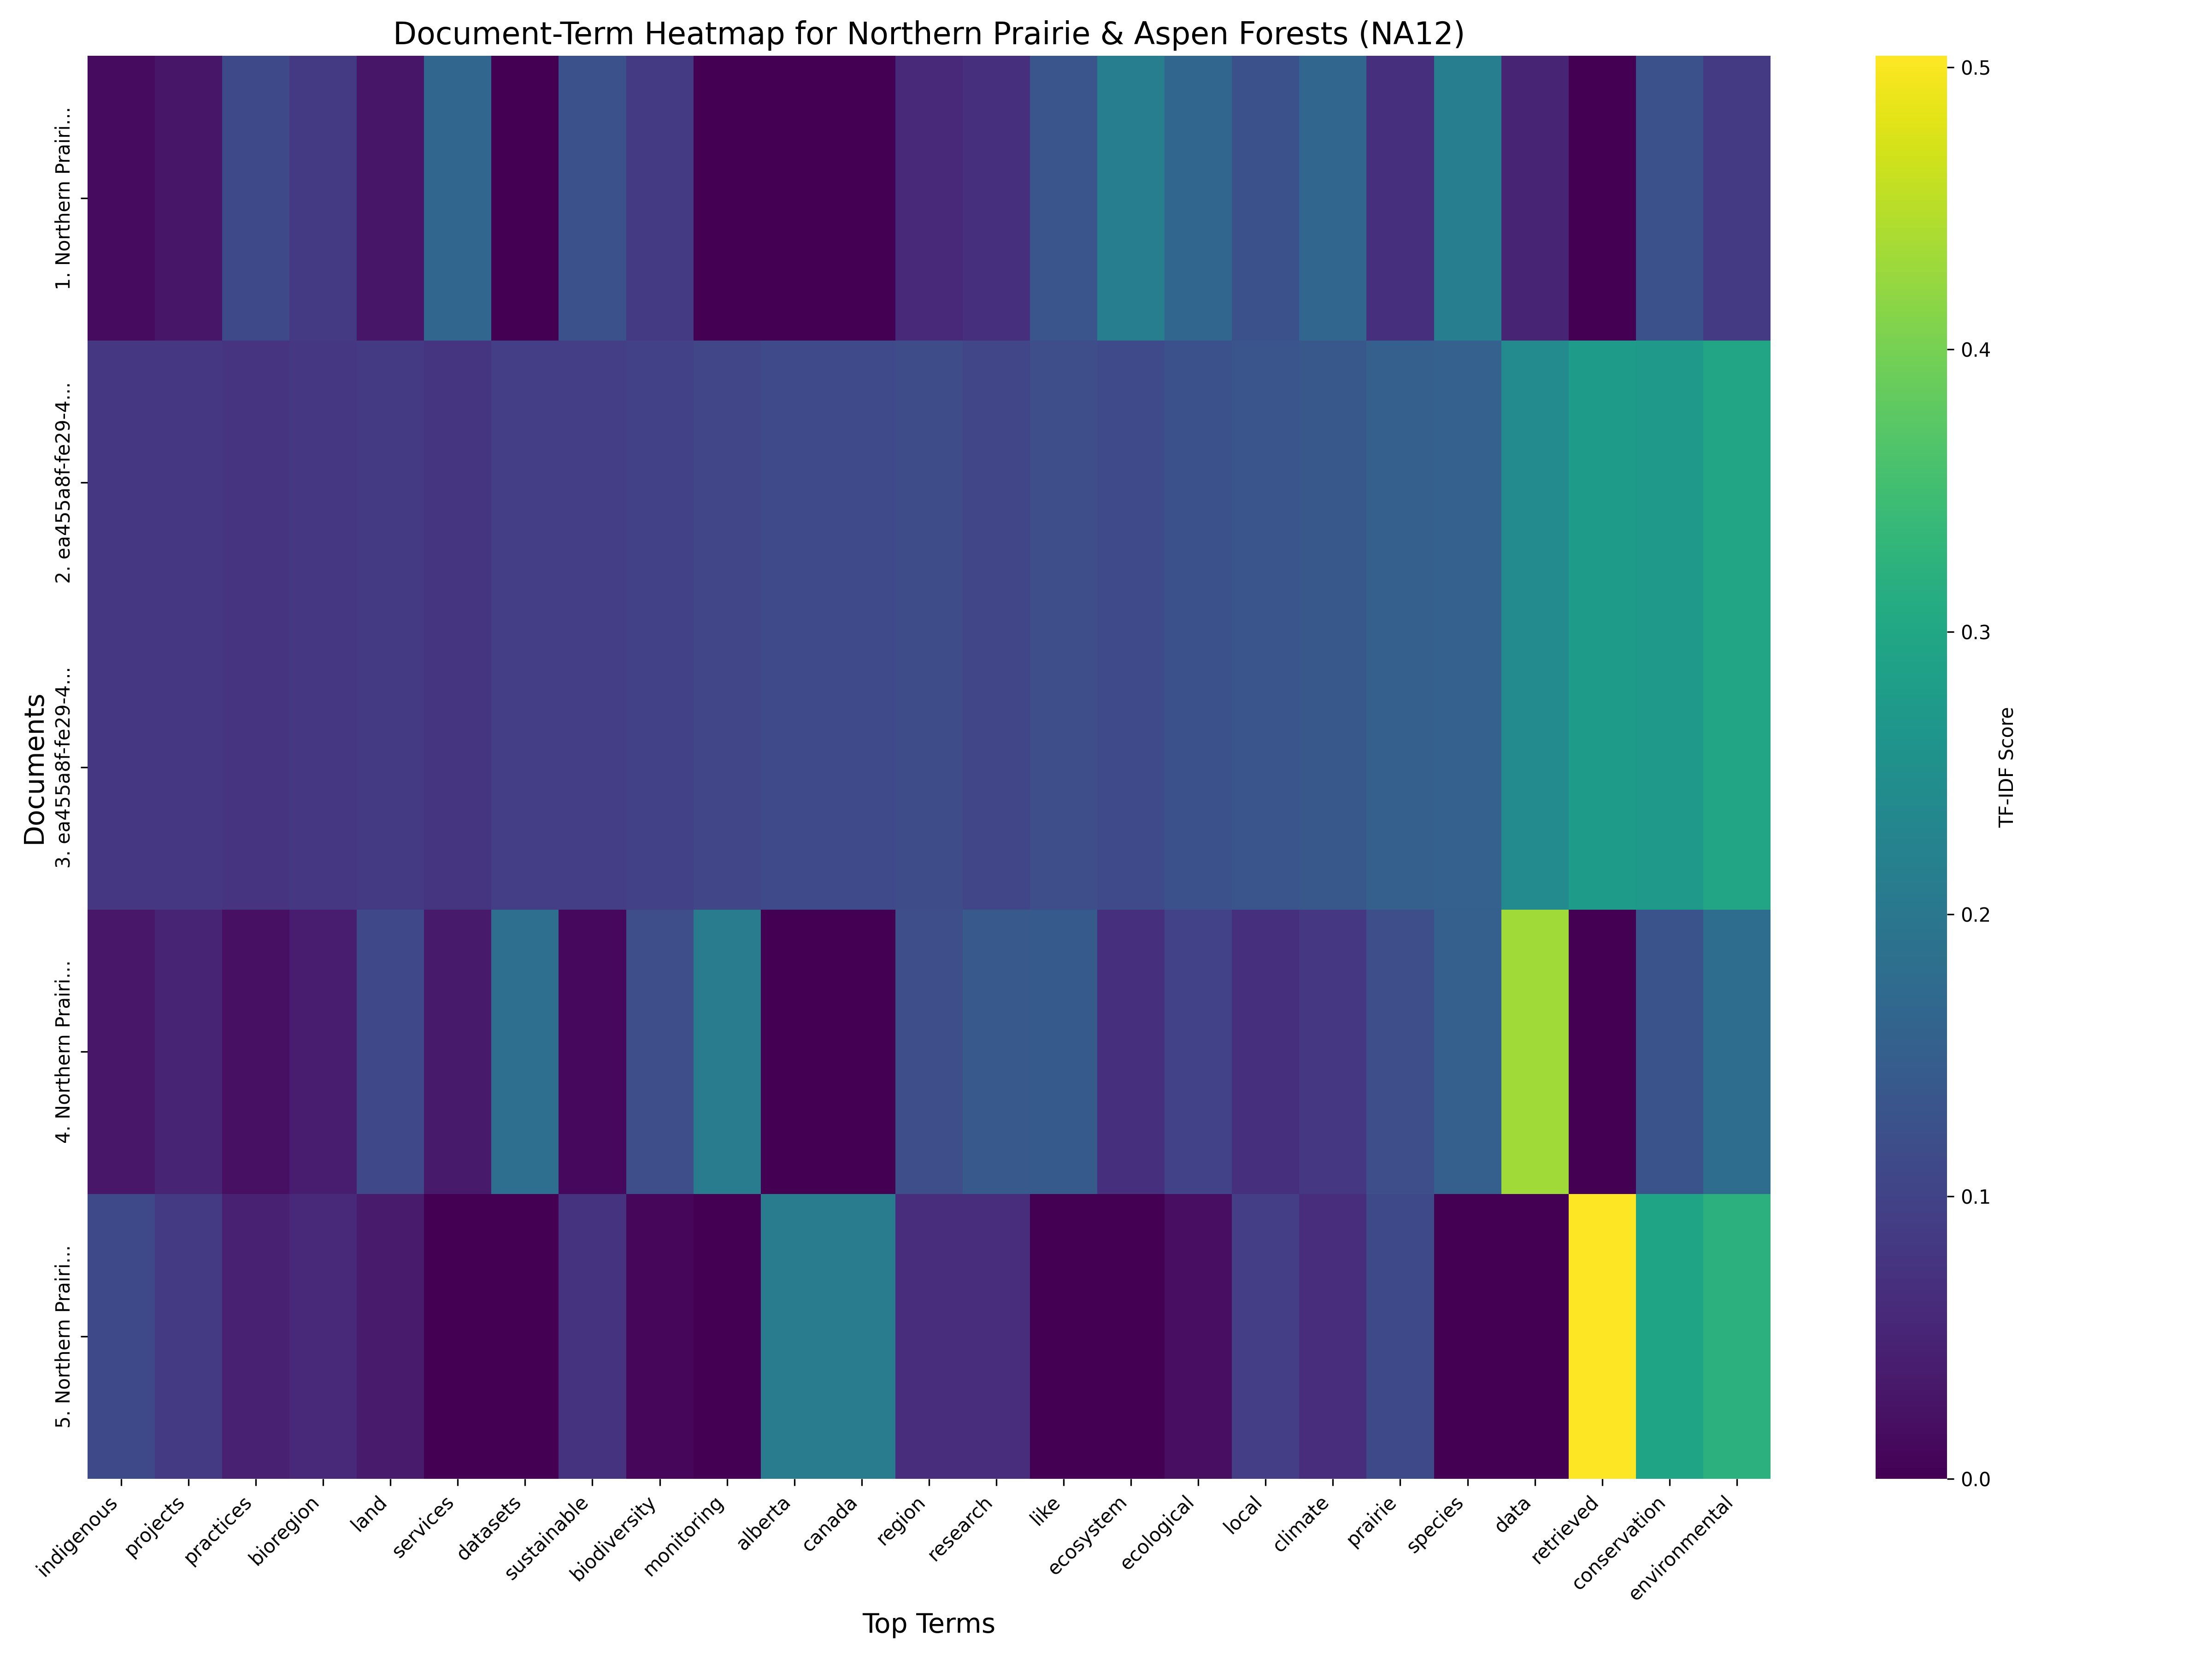 Document-Term Heatmap for Northern Prairie & Aspen Forests (NA12)
Documents
1. Northern Prairi...
2. ea455a8f-fe29-4...
3. ea455a8f-fe29-4...
4. Northern Prairi...
5. Northern Prairi...
indigenous
projects
practices
bioregion
land
services
datasets
sustainable
biodiversity
monitoring
alberta
canada
region
research
like
ecosystem
ecological
local
climate
prairie
species
data
retrieved
conservation
environmental
Top Terms
0.5
0.4
0.3
0.2
0.1
0.0
TF-IDF Score